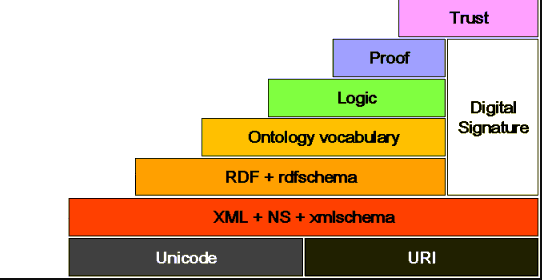 Trust
Proof
Logic
Digital
Signature
Ontology vocabulary
RDF + rdfschema
XML + NS + xmlschema
Unicode
URI